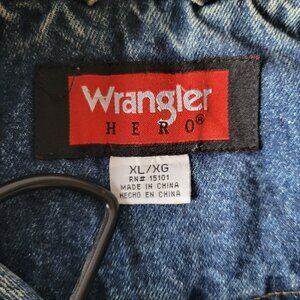 Wrangler
HERO®
XL/XG
RN# 15101
MADE IN CHINA
HECHO EN CHINA